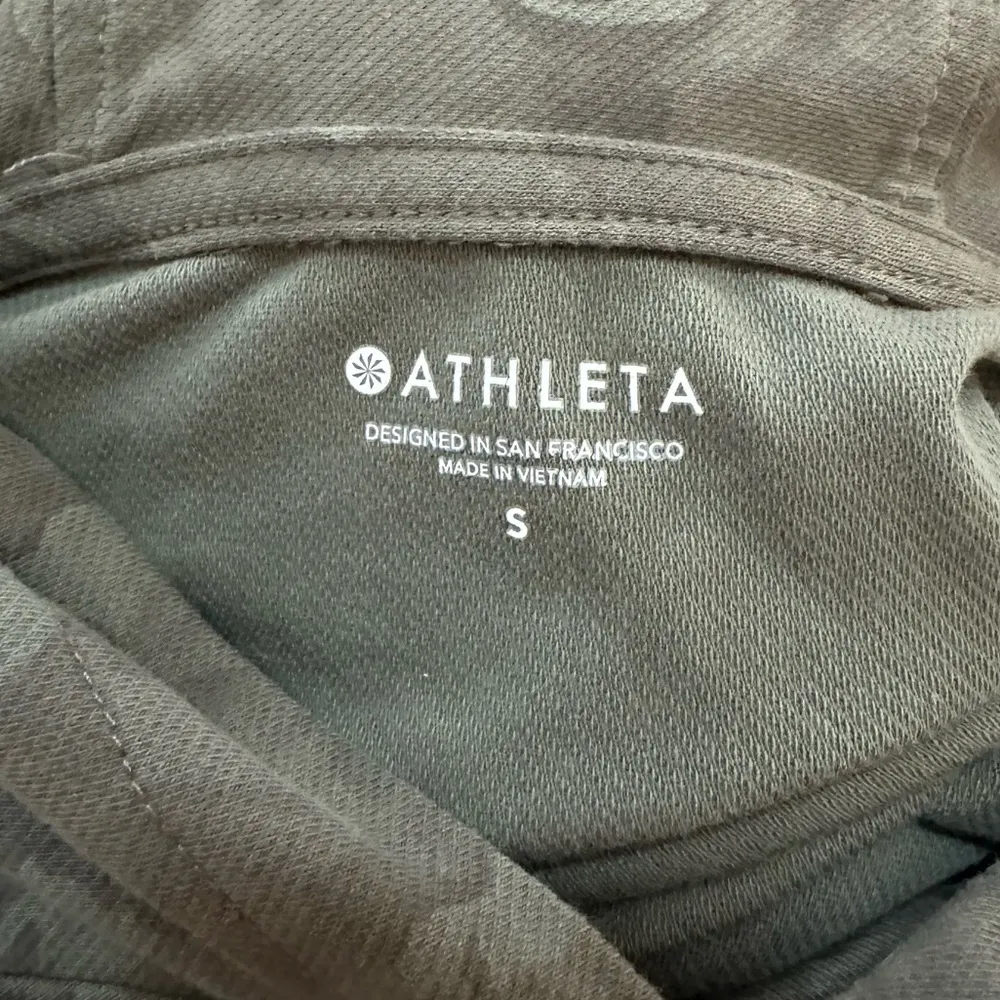 ATHLETA
DESIGNED IN SAN FRANCISCO
MADE IN VIETNAM
S